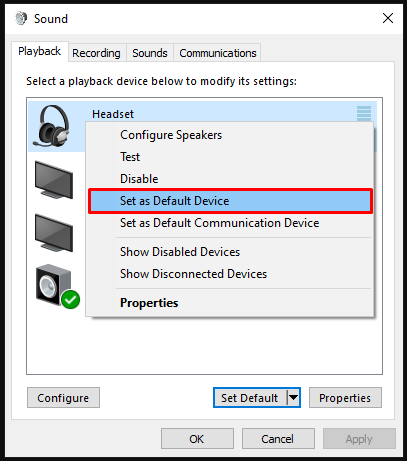 Sound
Playback Recording Sounds Communications
Select a playback device below to modify its settings:
Headset
Configure Speakers
Test
Disable
Set as Default Device
Set as Default Communication Device
Show Disabled Devices
Show Disconnected Devices
Properties
Configure Set Default Properties
OK Cancel Apply